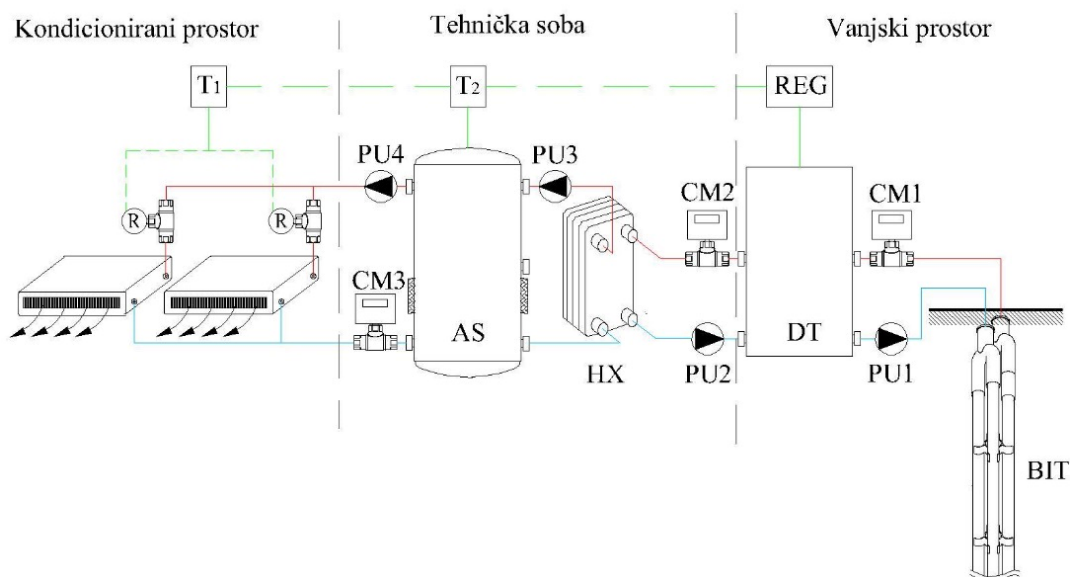 Kondicionirani prostor
Tehnička soba
Vanjski prostor
T1
T2
REG
PU4
PU3
CM2
CM1
R
R
CM3
AS
HX
PU2
DT
PU1
BIT